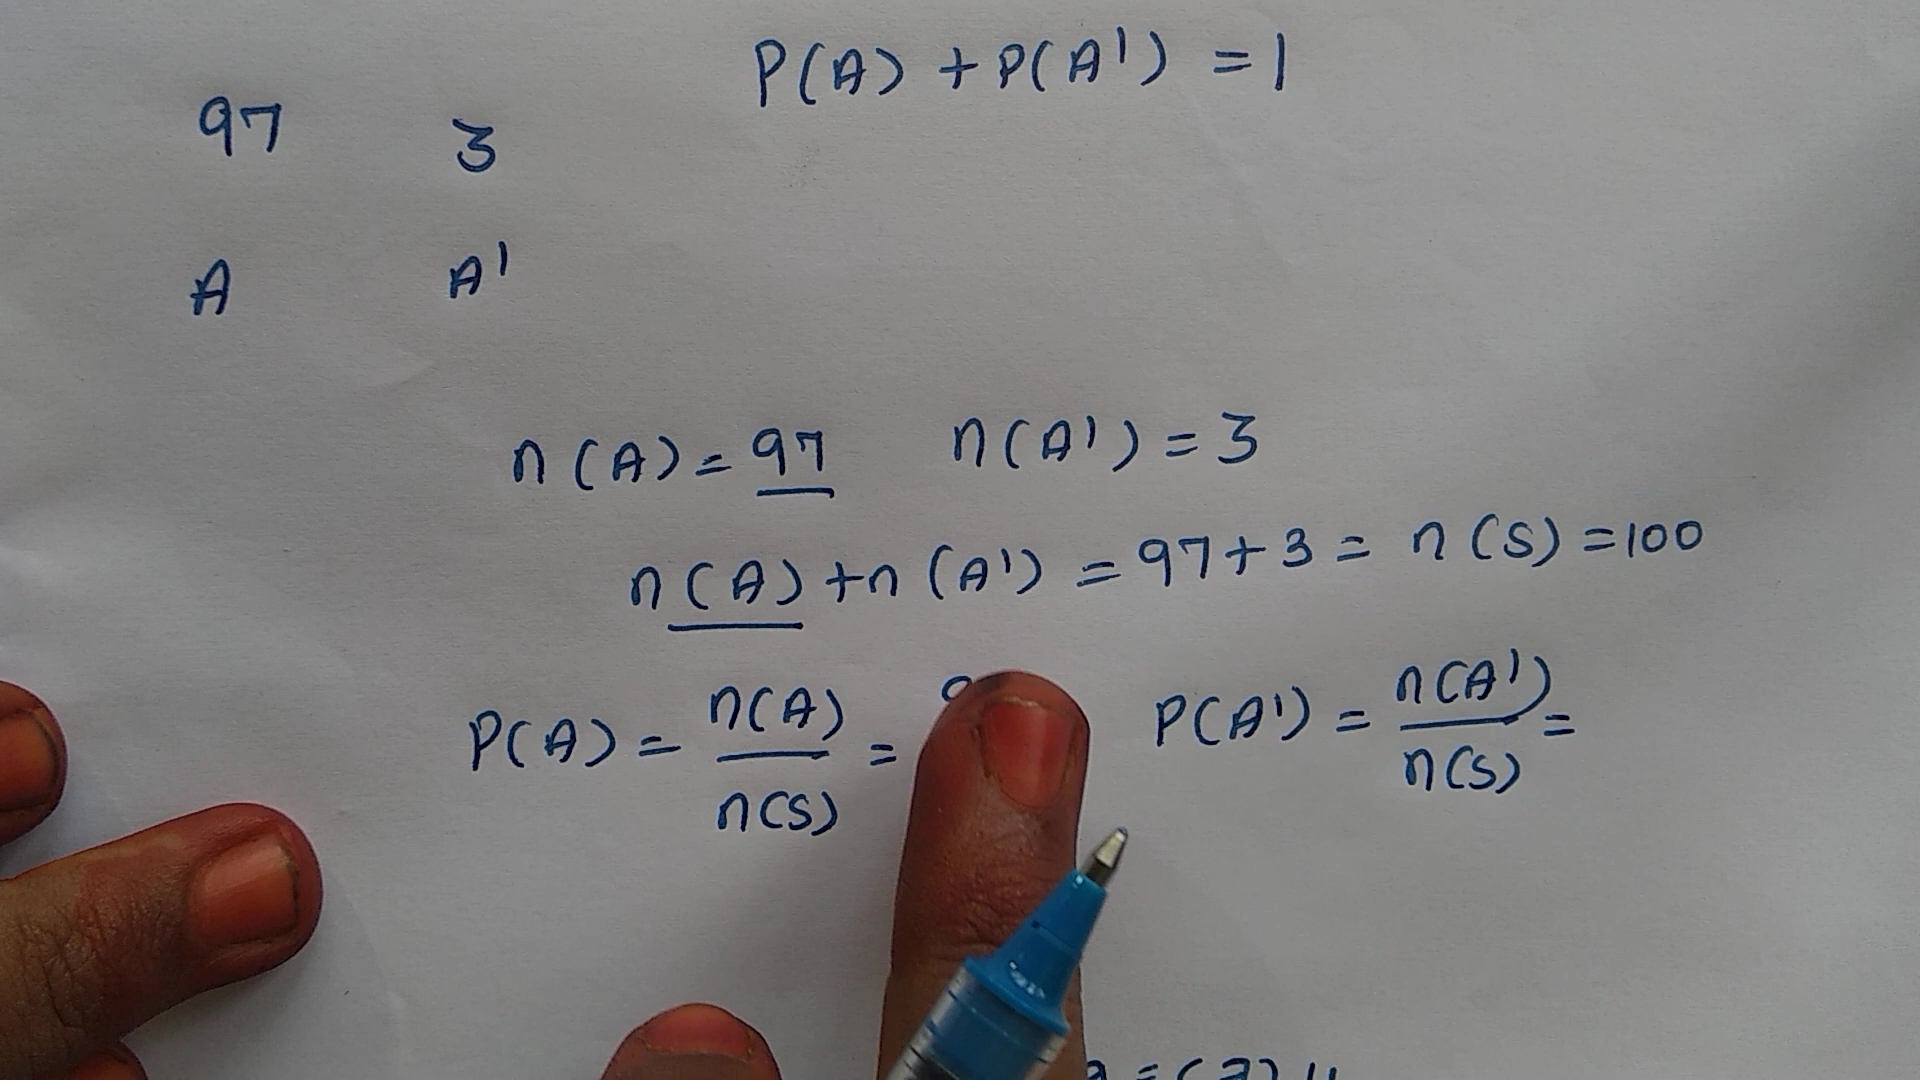 P(A) + P(A') = 1
97 3
A A'
n(A) = 97 n(A') = 3
n(A) + n(A') = 97 + 3 = n(S) = 100
P(A) = n(A)/n(S) = P(A') = n(A')/n(S) =